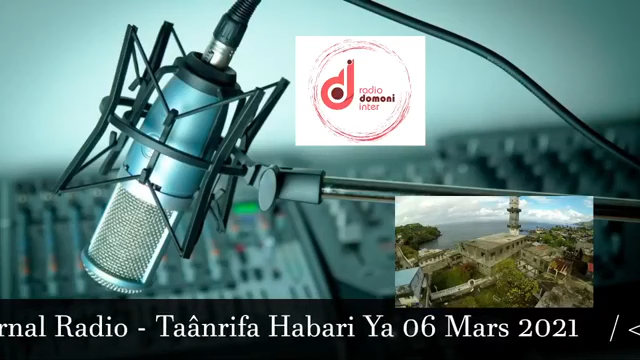 radio
domoni
inter
rnal Radio - Taânrifa Habari Ya 06 Mars 2021 / <